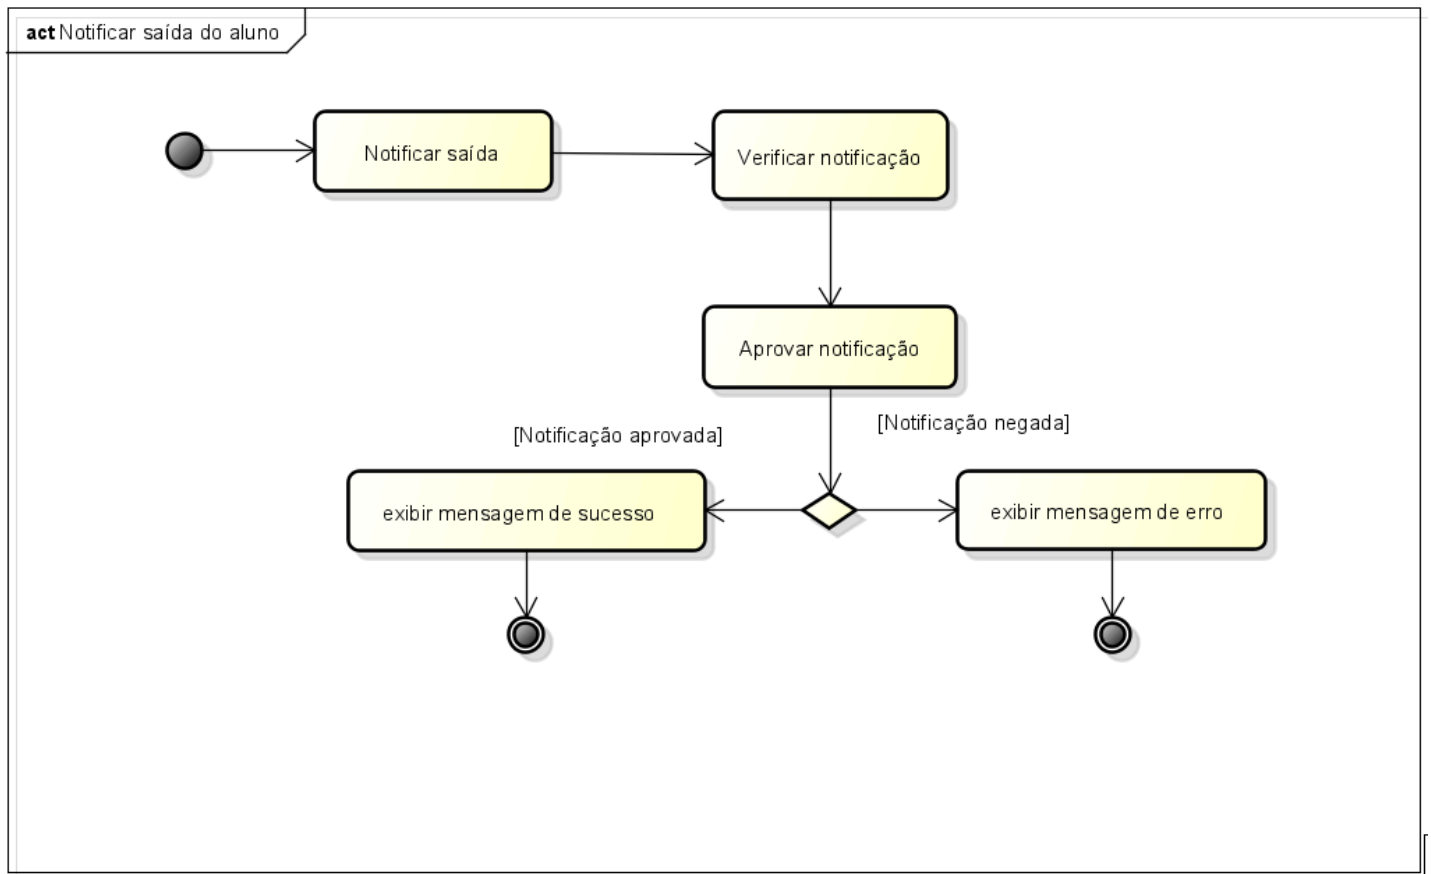 act Notificar saída do aluno
Notificar saída
Verificar notificação
Aprovar notificação
[Notificação negada]
[Notificação aprovada]
exibir mensagem de sucesso
exibir mensagem de erro